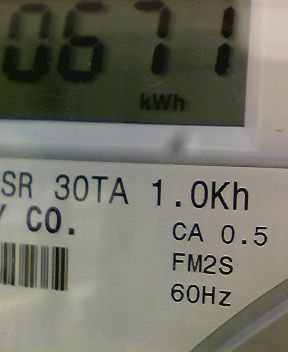 0671
kWh
SR 30TA 1.0Kh
Y CO.
CA 0.5
FM2S
60Hz